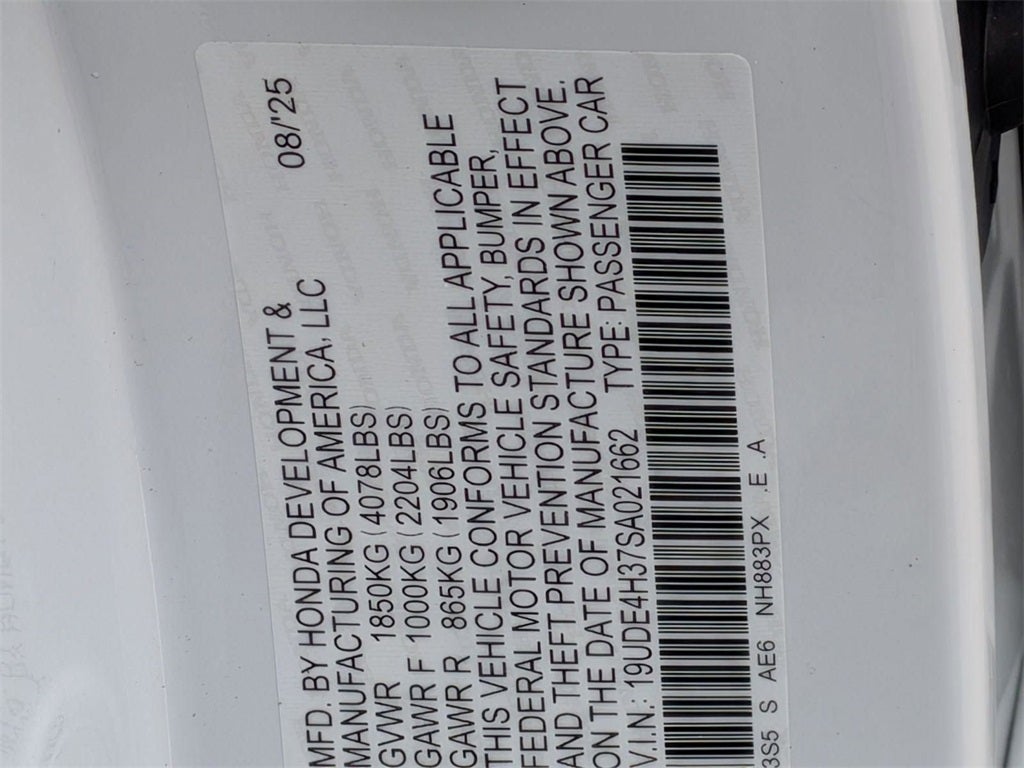 MFD. BY HONDA DEVELOPMENT & 08/'25
MANUFACTURING OF AMERICA, LLC
GVWR 1850KG (4078LBS)
GAWR F 1000KG (2204LBS)
GAWR R 865KG (1906LBS)
THIS VEHICLE CONFORMS TO ALL APPLICABLE
FEDERAL MOTOR VEHICLE SAFETY, BUMPER,
AND THEFT PREVENTION STANDARDS IN EFFECT
ON THE DATE OF MANUFACTURE SHOWN ABOVE.
V.I.N.: 19UDE4H37SA021662 TYPE: PASSENGER CAR
3S5 S AE6 NH883PX .E .A